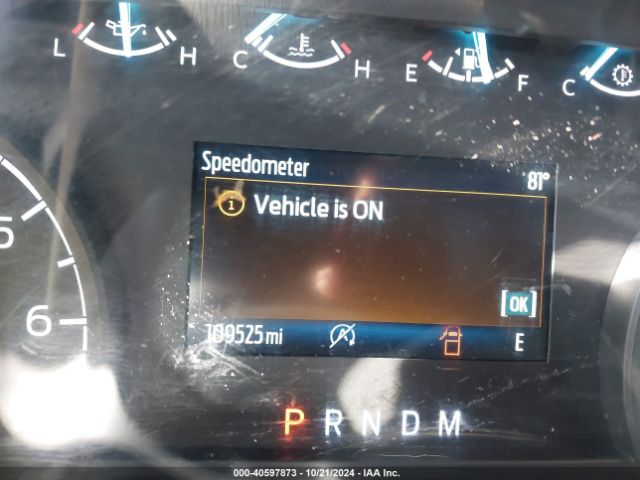 L H C H E F C
Speedometer 81°
Vehicle is ON
[OK]
109525 mi E
5
6
P R N D M
000-40597873 - 10/21/2024 - IAA Inc.